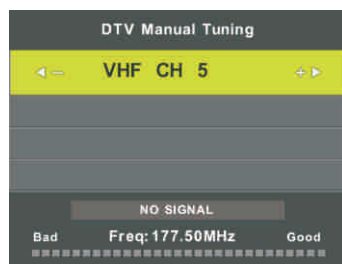 DTV Manual Tuning
VHF CH 5
NO SIGNAL
Bad Freq:177.50MHz Good